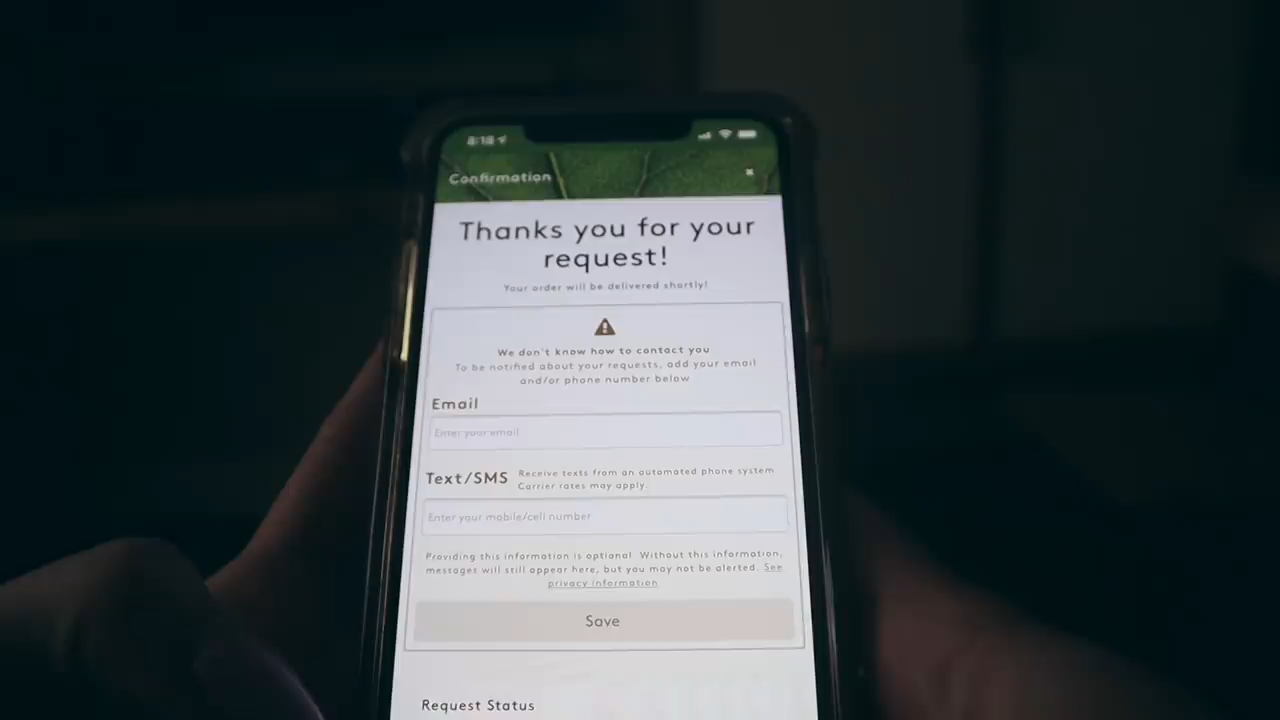 8:18
Confirmation
Thanks you for your
request!
Your order will be delivered shortly!
We don't know how to contact you
To be notified about your requests, add your email
and/or phone number below
Email
Enter your email
Text/SMS
Receive texts from an automated phone system
Carrier rates may apply.
Enter your mobile/cell number
Providing this information is optional. Without this information,
messages will still appear here, but you may not be alerted. See
privacy information
Save
Request Status